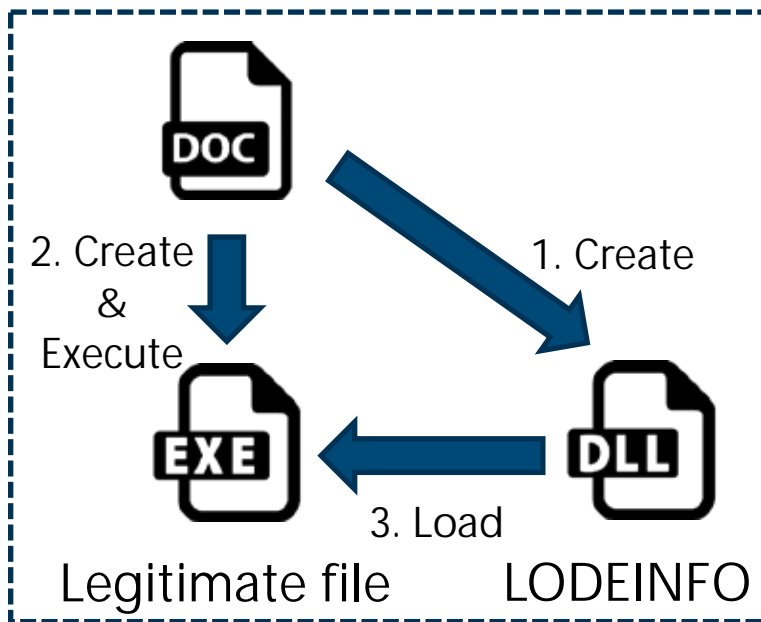 DOC
2. Create
&
Execute
1. Create
EXE
DLL
3. Load
Legitimate file
LODEINFO